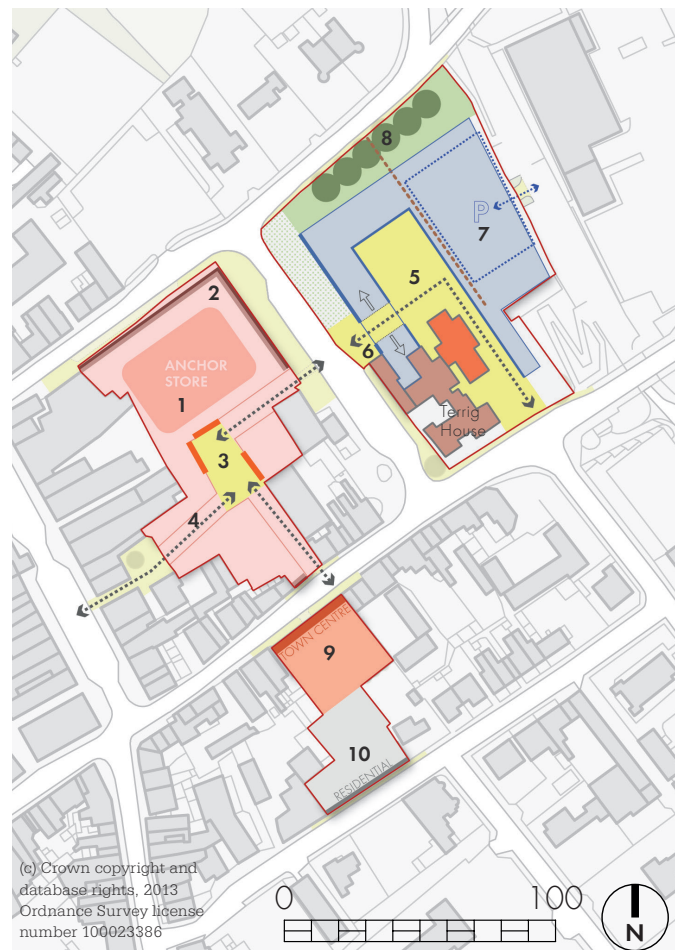 8
P
7
5
2
6
ANCHOR
STORE
1
Terrig
House
3
4
TOWN CENTRE
9
10
RESIDENTIAL
(c) Crown copyright and
database rights, 2013
Ordnance Survey license
number 100023386
0 100
N